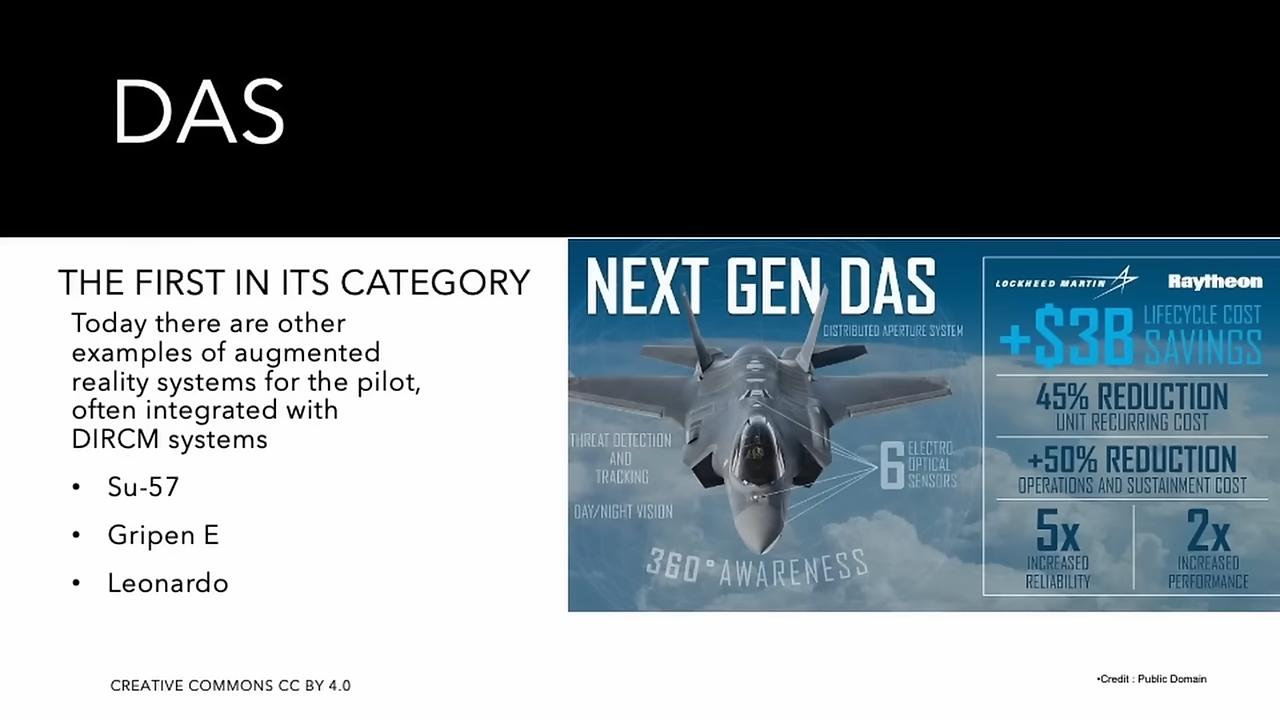 DAS
THE FIRST IN ITS CATEGORY
Today there are other
examples of augmented
reality systems for the pilot,
often integrated with
DIRCM systems
• Su-57
• Gripen E
• Leonardo
NEXT GEN DAS
DISTRIBUTED APERTURE SYSTEM
THREAT DETECTION
AND
TRACKING
DAY/NIGHT VISION
6 ELECTRO
OPTICAL
SENSORS
360° AWARENESS
LOCKHEED MARTIN
Raytheon
+$3B LIFECYCLE COST
SAVINGS
45% REDUCTION
UNIT RECURRING COST
+50% REDUCTION
OPERATIONS AND SUSTAINMENT COST
5x
INCREASED
RELIABILITY
2x
INCREASED
PERFORMANCE
CREATIVE COMMONS CC BY 4.0
•Credit : Public Domain